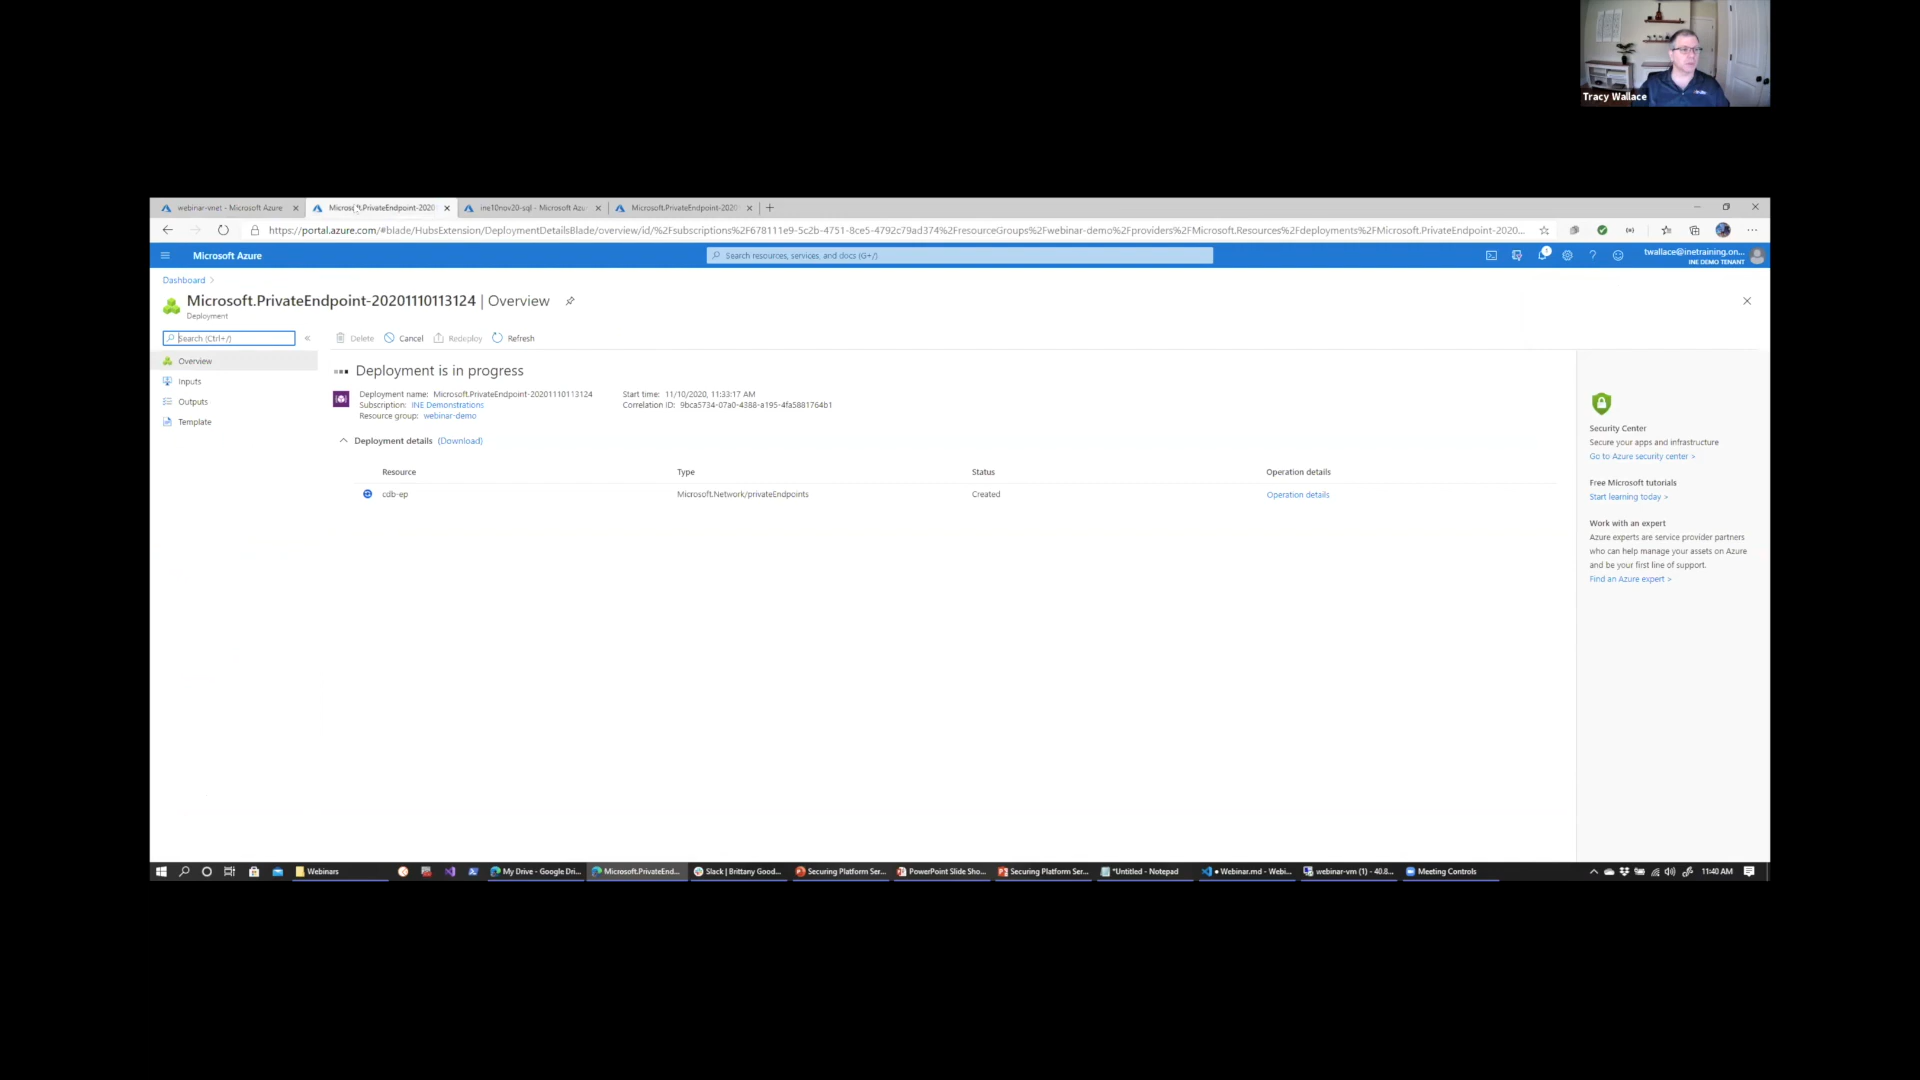 Tracy Wallace
webinar-vnet - Microsoft Azure
Microsoft.PrivateEndpoint-2020
ine10nov20-sql - Microsoft Azu
Microsoft.PrivateEndpoint-2020
https://portal.azure.com/#blade/HubsExtension/DeploymentDetailsBlade/overview/id/%2Fsubscriptions%2F678111e9-5c2b-4751-8ce5-4792c79ad374%2FresourceGroups%2Fwebinar-demo%2Fproviders%2FMicrosoft.Resources%2Fdeployments%2FMicrosoft.PrivateEndpoint-2020...
Microsoft Azure
Search resources, services, and docs (G+/)
1
twallace@inetraining.on...
INE DEMO TENANT
Dashboard >
Microsoft.PrivateEndpoint-20201110113124 | Overview
Deployment
Search (Ctrl+/)
«
Delete Cancel Redeploy Refresh
Overview
Inputs
Outputs
Template
Deployment is in progress
Deployment name: Microsoft.PrivateEndpoint-20201110113124
Subscription: INE Demonstrations
Resource group: webinar-demo
Start time: 11/10/2020, 11:33:17 AM
Correlation ID: 9bca5734-07a0-4388-a195-4fa5881764b1
Deployment details (Download)
Resource Type Status Operation details
cdb-ep Microsoft.Network/privateEndpoints Created Operation details
Security Center
Secure your apps and infrastructure
Go to Azure security center >
Free Microsoft tutorials
Start learning today >
Work with an expert
Azure experts are service provider partners
who can help manage your assets on Azure
and be your first line of support.
Find an Azure expert >
Webinars
My Drive - Google Dri...
Microsoft.PrivateEnd...
Slack | Brittany Good...
Securing Platform Ser...
PowerPoint Slide Sho...
Securing Platform Ser...
*Untitled - Notepad
● Webinar.md - Webi...
webinar-vm (1) - 40.8...
Meeting Controls
11:40 AM